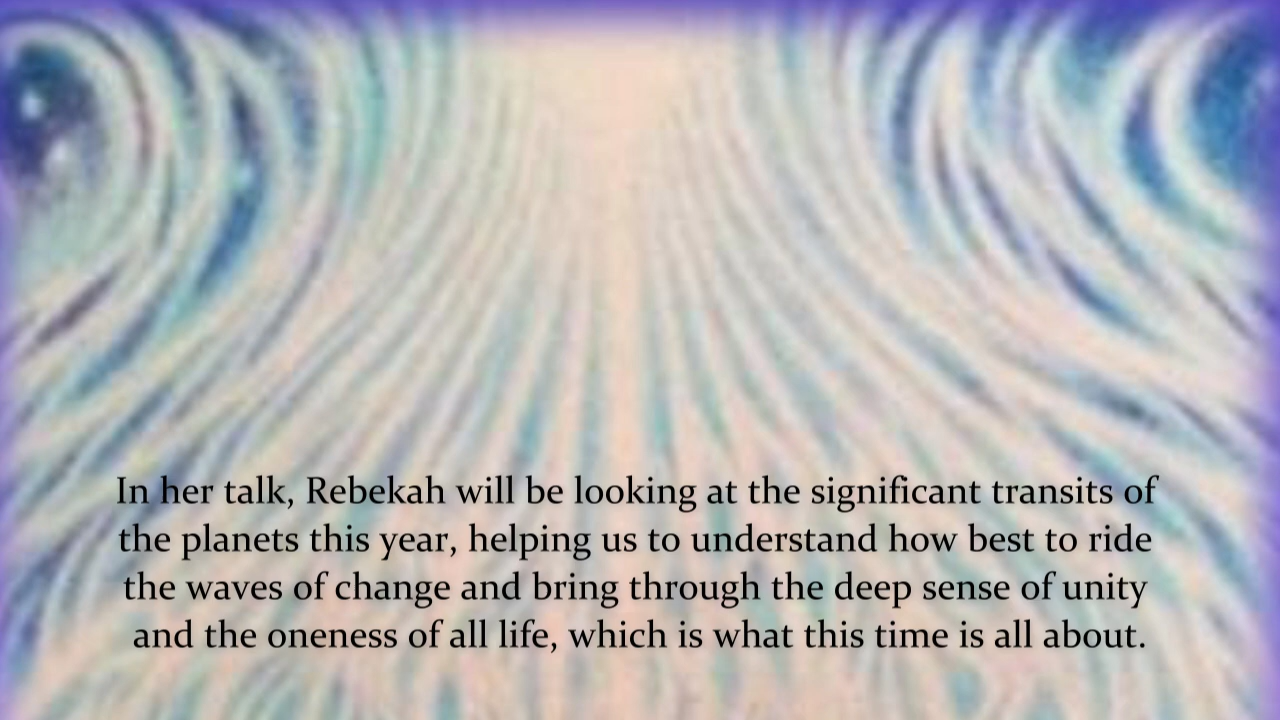 In her talk, Rebekah will be looking at the significant transits of
the planets this year, helping us to understand how best to ride
the waves of change and bring through the deep sense of unity
and the oneness of all life, which is what this time is all about.